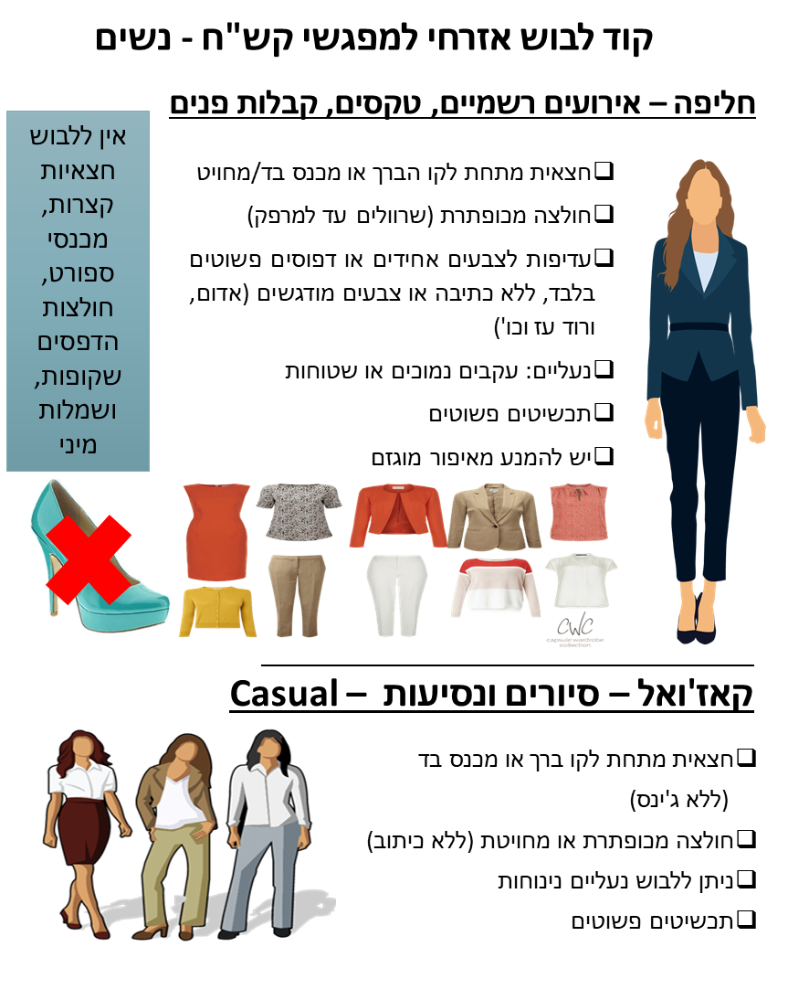 קוד לבוש אזרחי למפגשי קש"ח - נשים
חליפה – אירועים רשמיים, טקסים, קבלות פנים
חצאית מתחת לקו הברך או מכנס בד/מחויט
חולצה מכופתרת (שרוולים עד למרפק)
עדיפות לצבעים אחידים או דפוסים פשוטים
בלבד, ללא כתיבה או צבעים מודגשים (אדום,
ורוד עז וכו')
נעליים: עקבים נמוכים או שטוחות
תכשיטים פשוטים
יש להמנע מאיפור מוגזם
אין ללבוש
חצאיות
קצרות,
מכנסי
ספורט,
חולצות
הדפסים
שקופות,
ושמלות
מיני
CWC
capsule wardrobe
collection
קאז'ואל – סיורים ונסיעות – Casual
חצאית מתחת לקו ברך או מכנס בד
(ללא ג'ינס)
חולצה מכופתרת או מחויטת (ללא כיתוב)
ניתן ללבוש נעליים נינוחות
תכשיטים פשוטים